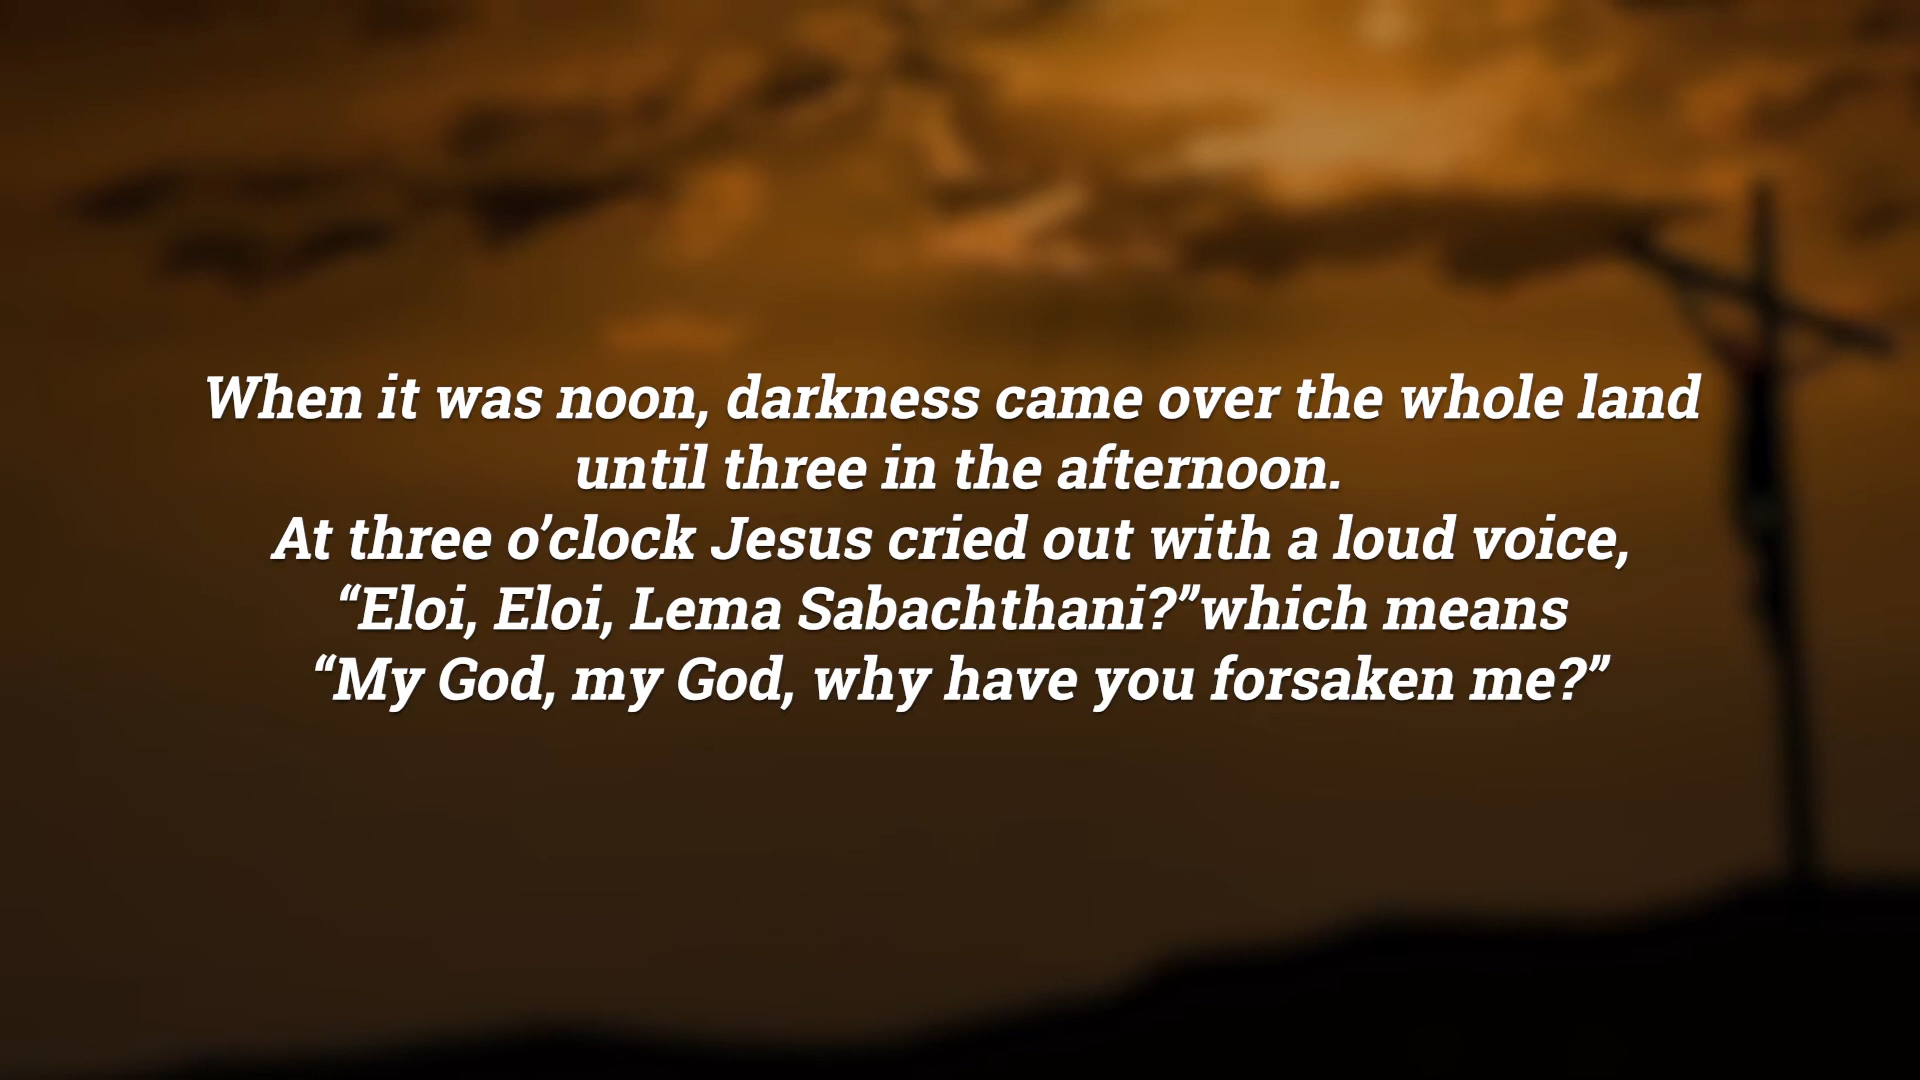 When it was noon, darkness came over the whole land
until three in the afternoon.
At three o’clock Jesus cried out with a loud voice,
“Eloi, Eloi, Lema Sabachthani?”which means
“My God, my God, why have you forsaken me?”